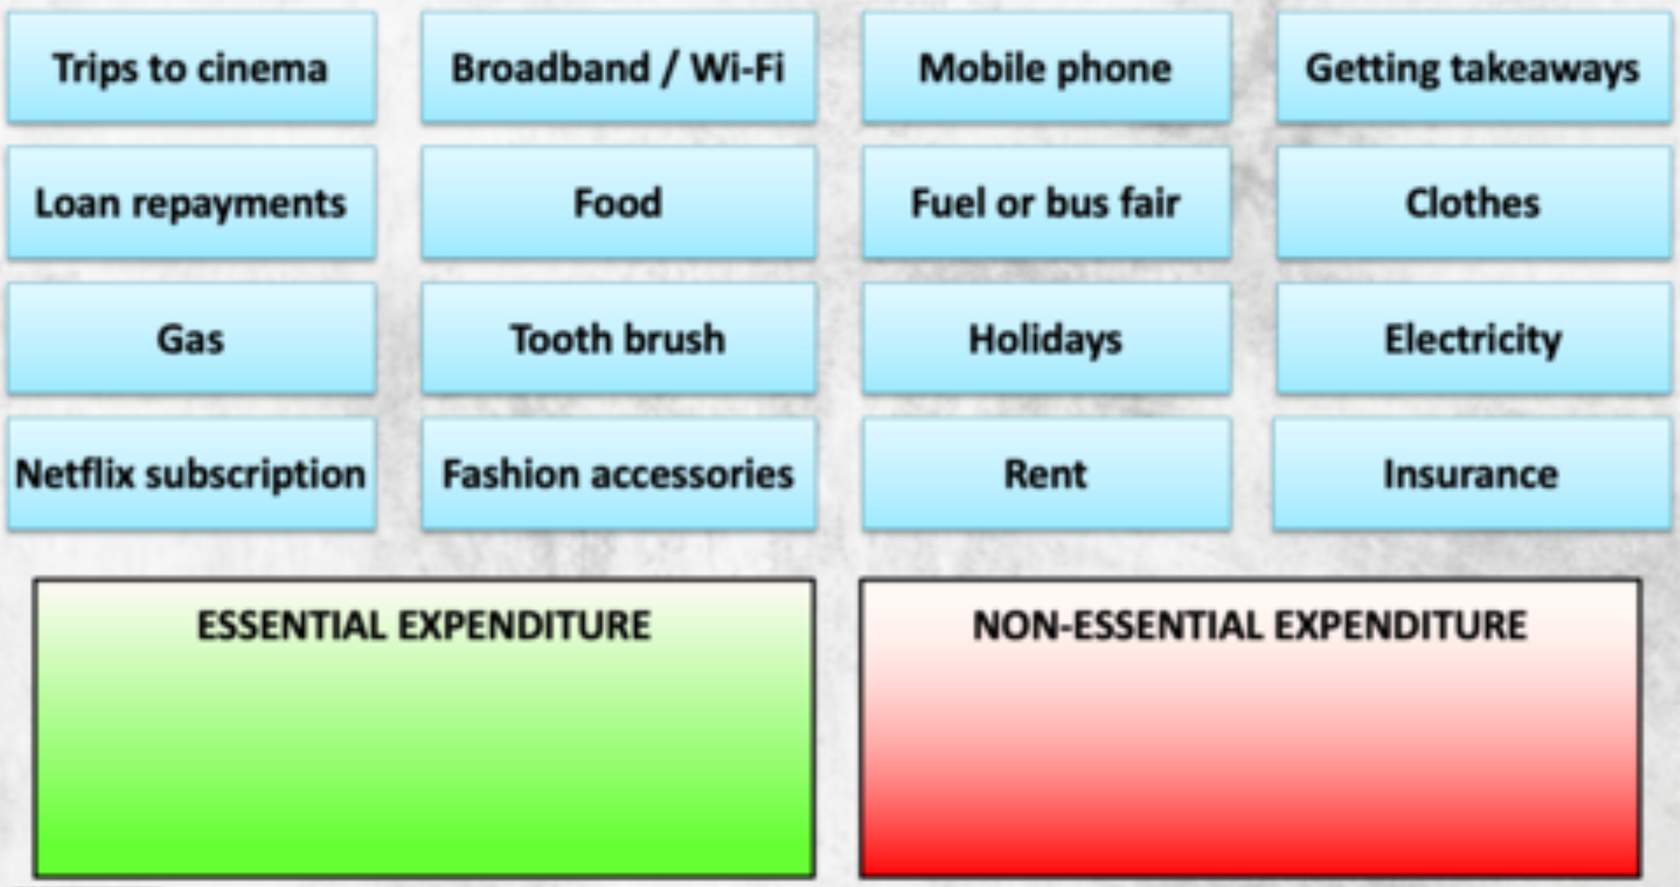 Trips to cinema
Broadband / Wi-Fi
Mobile phone
Getting takeaways
Loan repayments
Food
Fuel or bus fair
Clothes
Gas
Tooth brush
Holidays
Electricity
Netflix subscription
Fashion accessories
Rent
Insurance
ESSENTIAL EXPENDITURE
NON-ESSENTIAL EXPENDITURE